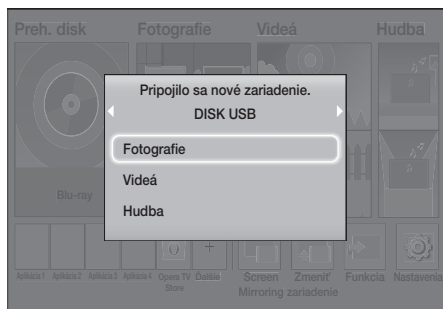 Preh. disk Fotografie Videá Hudba
Pripojilo sa nové zariadenie.
DISK USB
Fotografie
Videá
Hudba
Blu-ray
Aplikácia 1 Aplikácia 2 Aplikácia 3 Aplikácia 4 Opera TV Store Ďalšie Screen Mirroring Zmeniť zariadenie Funkcia Nastavenia